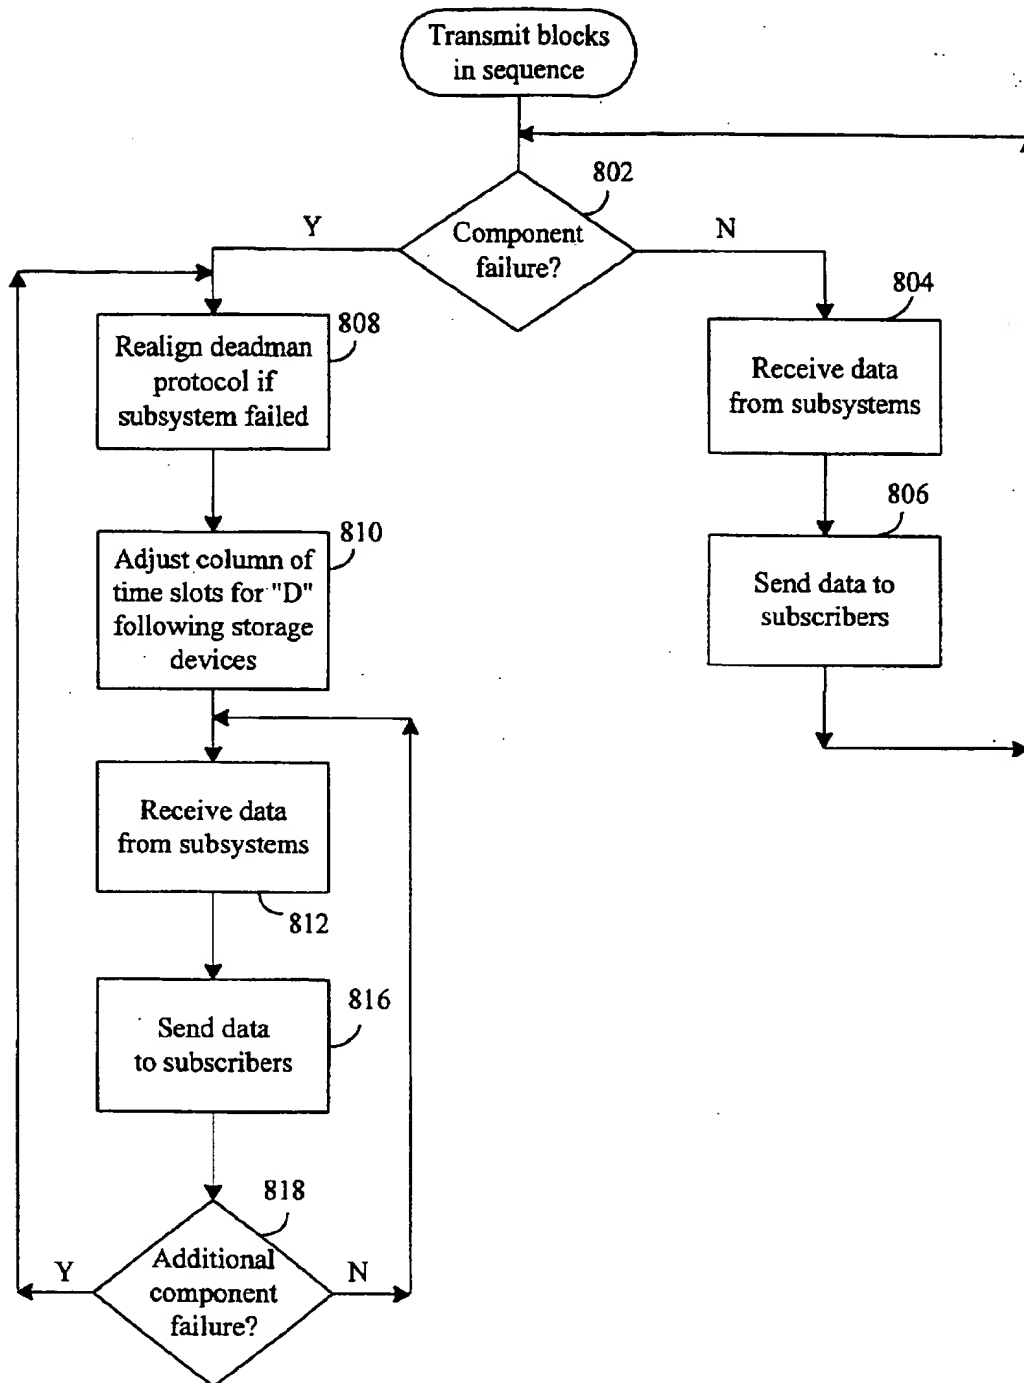 Transmit blocks
in sequence
802
Component
failure?
Y
N
804
Receive data
from subsystems
806
Send data to
subscribers
808
Realign deadman
protocol if
subsystem failed
810
Adjust column of
time slots for "D"
following storage
devices
Receive data
from subsystems
812
816
Send data
to subscribers
818
Additional
component
failure?
Y
N